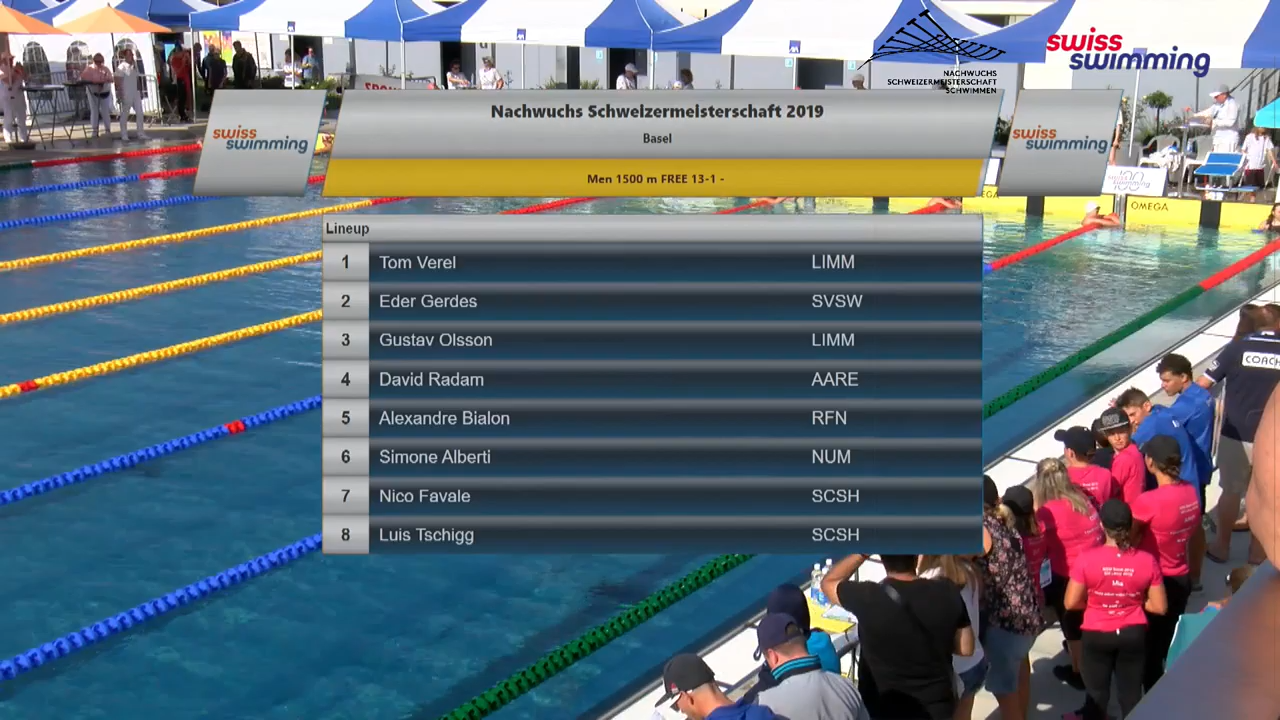 swiss
swimming
NACHWUCHS
SCHWEIZERMEISTERSCHAFT
SCHWIMMEN
swiss
swimming
Nachwuchs Schweizermeisterschaft 2019
Basel
Men 1500 m FREE 13-1 -
swiss
swimming
OMEGA
Lineup
1 Tom Verel LIMM
2 Eder Gerdes SVSW
3 Gustav Olsson LIMM
4 David Radam AARE
5 Alexandre Bialon RFN
6 Simone Alberti NUM
7 Nico Favale SCSH
8 Luis Tschigg SCSH
COACH